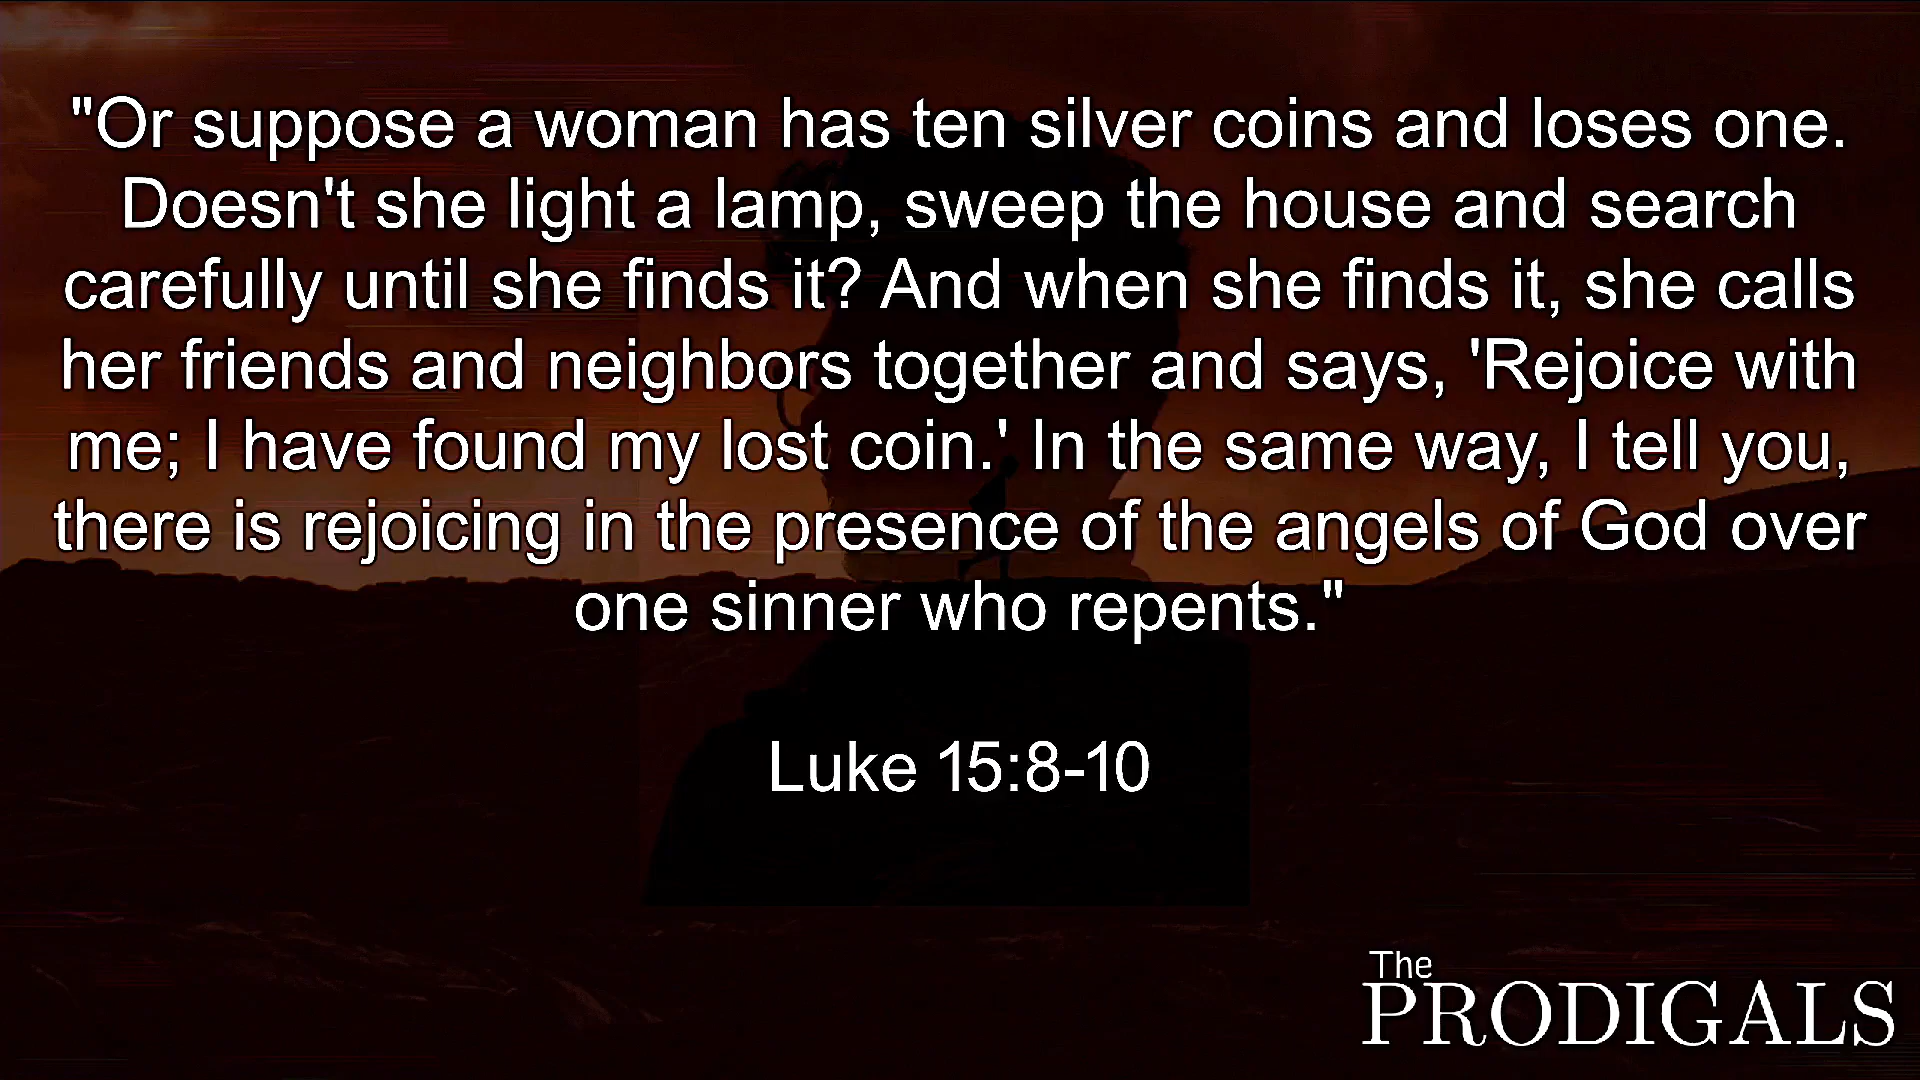 "Or suppose a woman has ten silver coins and loses one.
Doesn't she light a lamp, sweep the house and search
carefully until she finds it? And when she finds it, she calls
her friends and neighbors together and says, 'Rejoice with
me; I have found my lost coin.' In the same way, I tell you,
there is rejoicing in the presence of the angels of God over
one sinner who repents."
Luke 15:8-10
The
PRODIGALS